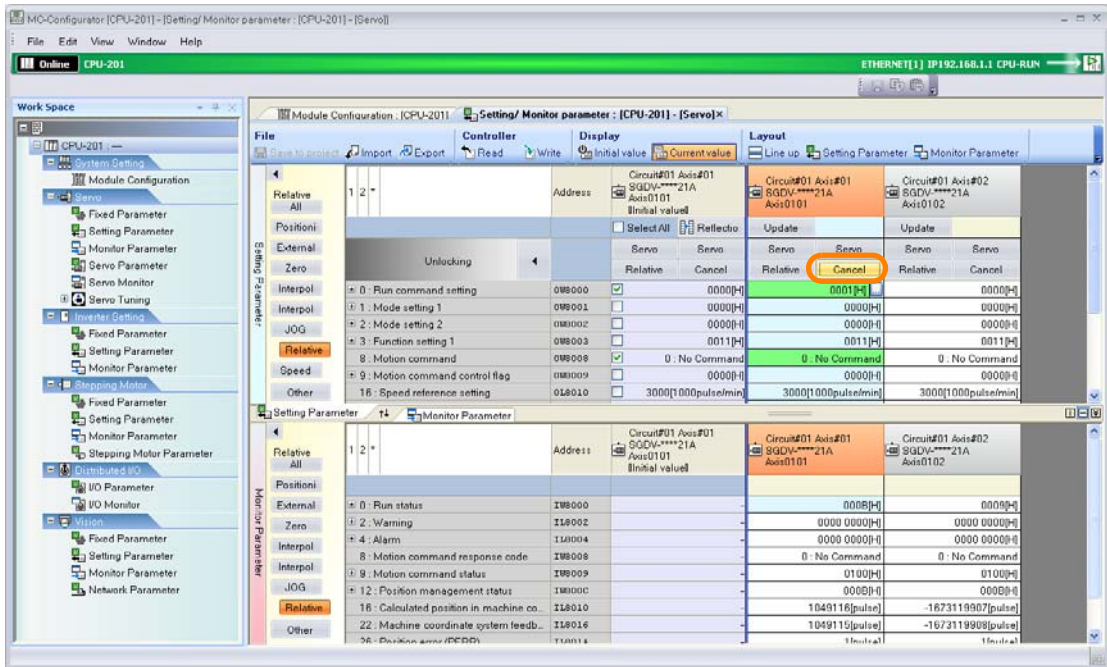 MC-Configurator [CPU-201] - [Setting/ Monitor parameter : [CPU-201] - [Servo]]
File Edit View Window Help
Online CPU-201 ETHERNET[1] IP192.168.1.1 CPU-RUN
Work Space
CPU-201 : ―
System Setting
Module Configuration
Servo
Fixed Parameter
Setting Parameter
Monitor Parameter
Servo Parameter
Servo Monitor
Servo Tuning
Inverter Setting
Fixed Parameter
Setting Parameter
Monitor Parameter
Stepping Motor
Fixed Parameter
Setting Parameter
Monitor Parameter
Stepping Motor Parameter
Distributed I/O
I/O Parameter
I/O Monitor
Vision
Fixed Parameter
Setting Parameter
Monitor Parameter
Network Parameter
Module Configuration : [CPU-201] Setting/ Monitor parameter : [CPU-201] - [Servo]×
File Controller Display Layout
Save to project Import Export Read Write Initial value Current value Line up Setting Parameter Monitor Parameter
Setting Parameter
Relative
All
Positioni
External
Zero
Interpol
Interpol
JOG
Relative
Speed
Other
1 2 * Address
Circuit#01 Axis#01
SGDV-****21A
Axis0101
[Initial value]
Circuit#01 Axis#01
SGDV-****21A
Axis0101
Circuit#01 Axis#02
SGDV-****21A
Axis0102
Select All Reflectio Update Update
Unlocking
Servo Servo Servo Servo Servo Servo
Relative Cancel Relative Cancel Relative Cancel
0 : Run command setting OW8000 0000[H] 0001[H] ... 0000[H]
1 : Mode setting 1 OW8001 0000[H] 0000[H] 0000[H]
2 : Mode setting 2 OW8002 0000[H] 0000[H] 0000[H]
3 : Function setting 1 OW8003 0011[H] 0011[H] 0011[H]
8 : Motion command OW8008 0 : No Command 0 : No Command 0 : No Command
9 : Motion command control flag OW8009 0000[H] 0000[H] 0000[H]
16 : Speed reference setting OL8010 3000[1000pulse/min] 3000[1000pulse/min] 3000[1000pulse/min]
Setting Parameter Monitor Parameter
Monitor Parameter
Relative
All
Positioni
External
Zero
Interpol
Interpol
JOG
Relative
Other
1 2 * Address
Circuit#01 Axis#01
SGDV-****21A
Axis0101
[Initial value]
Circuit#01 Axis#01
SGDV-****21A
Axis0101
Circuit#01 Axis#02
SGDV-****21A
Axis0102
0 : Run status IW8000 - 000B[H] 0009[H]
2 : Warning IL8002 - 0000 0000[H] 0000 0000[H]
4 : Alarm IL8004 - 0000 0000[H] 0000 0000[H]
8 : Motion command response code IW8008 - 0 : No Command 0 : No Command
9 : Motion command status IW8009 - 0100[H] 0100[H]
12 : Position management status IW800C - 000B[H] 000B[H]
16 : Calculated position in machine co... IL8010 - 1049116[pulse] -1673119907[pulse]
22 : Machine coordinate system feedb... IL8016 - 1049115[pulse] -1673119908[pulse]
26 : Position error (PERR) IL801A - 1[pulse] 1[pulse]